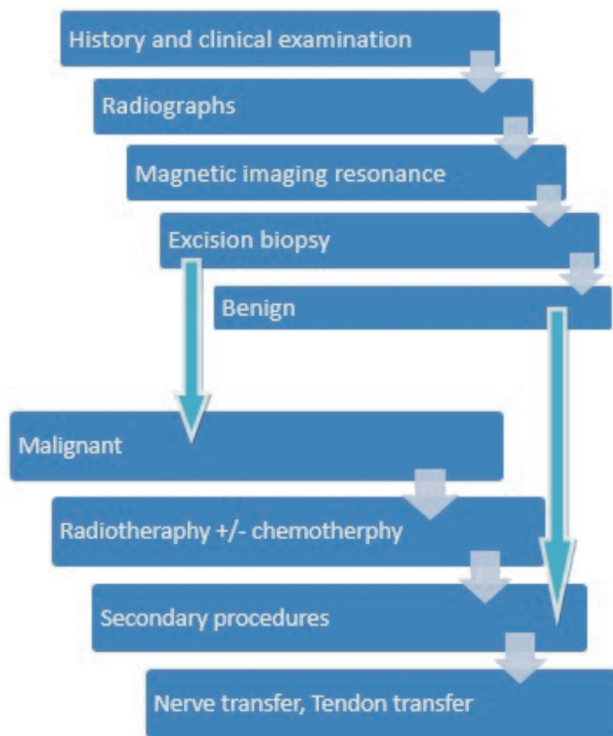 History and clinical examination
Radiographs
Magnetic imaging resonance
Excision biopsy
Benign
Malignant
Radiotheraphy +/- chemotherphy
Secondary procedures
Nerve transfer, Tendon transfer